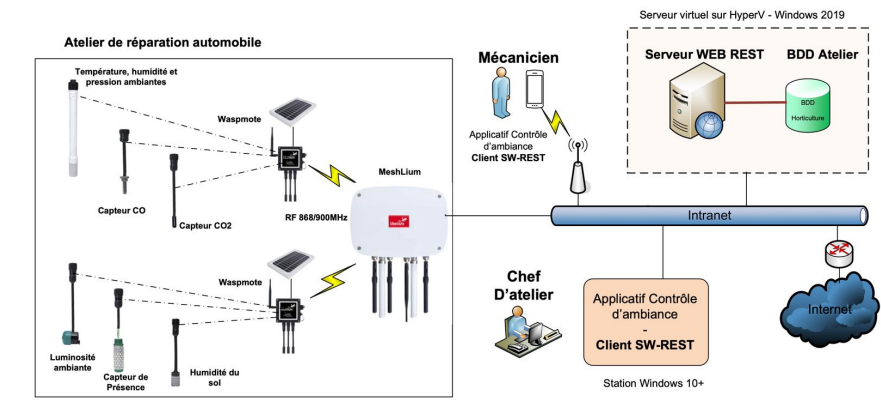 Serveur virtuel sur HyperV - Windows 2019
Atelier de réparation automobile
Température, humidité et
pression ambiantes
Waspmote
Capteur CO
Capteur CO2
RF 868/900MHz
MeshLium
Waspmote
Luminosité
ambiante
Capteur de
Présence
Humidité du
sol
Mécanicien
Applicatif Contrôle
d'ambiance
Client SW-REST
Serveur WEB REST
BDD Atelier
BDD
Horticulture
Intranet
Chef
D'atelier
Applicatif Contrôle
d'ambiance
-
Client SW-REST
Station Windows 10+
Internet